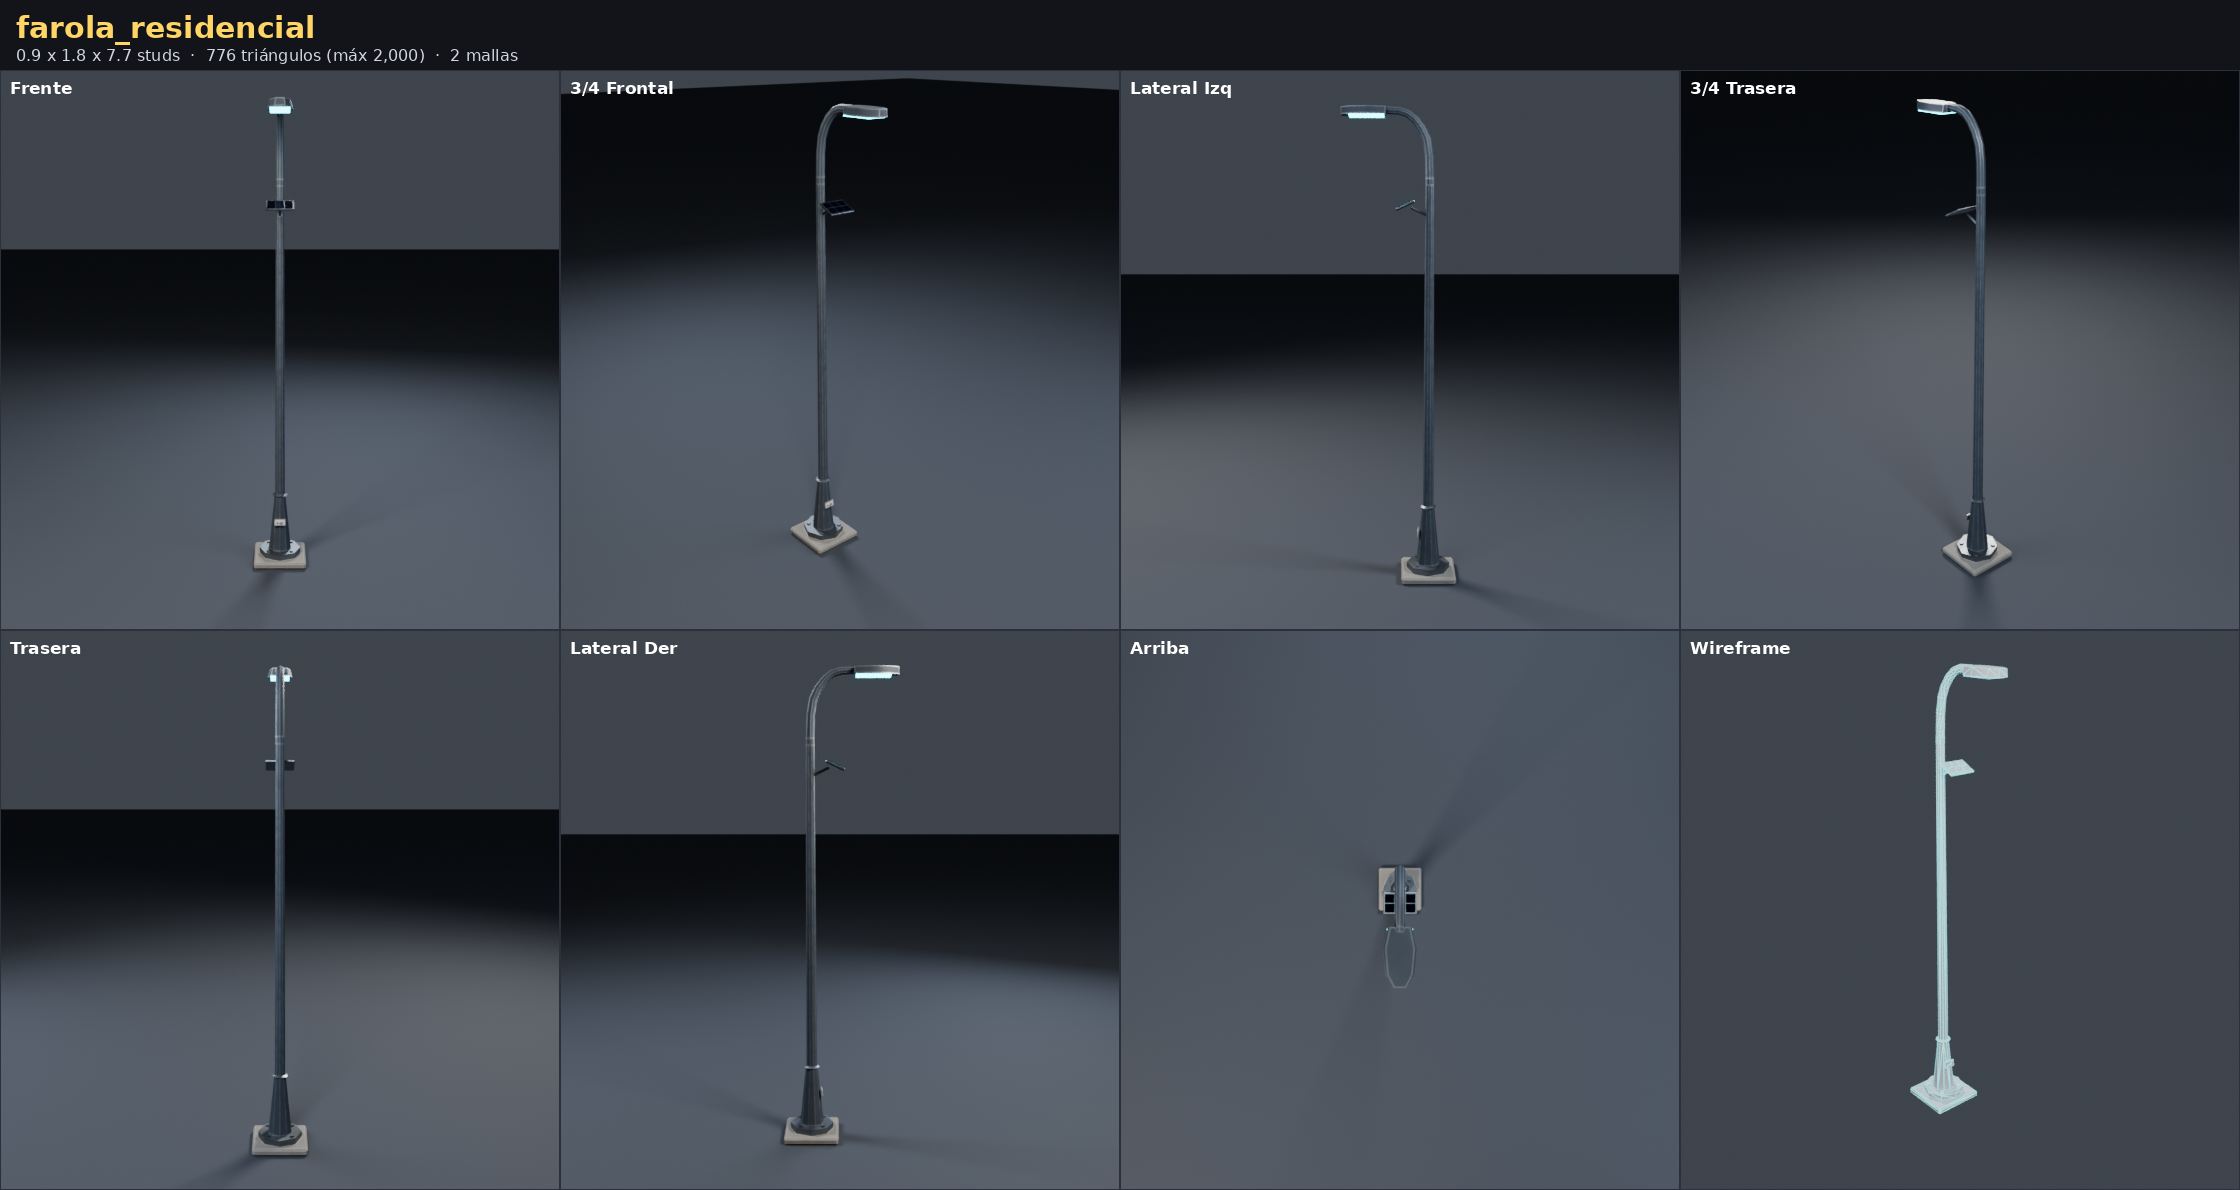 farola_residencial
0.9 x 1.8 x 7.7 studs · 776 triángulos (máx 2,000) · 2 mallas
Frente
3/4 Frontal
Lateral Izq
3/4 Trasera
Trasera
Lateral Der
Arriba
Wireframe